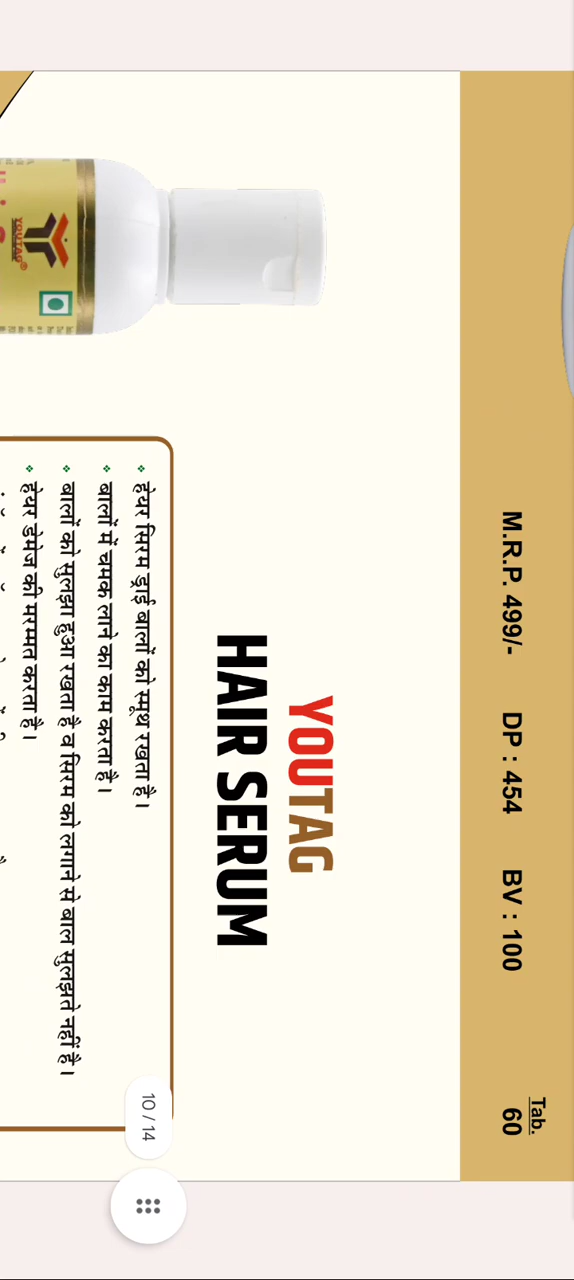 M.R.P. 499/- DP : 454 BV : 100
Tab.
60
YOUTAG
HAIR SERUM
हेयर सिरम ड्राई बालों को स्मूथ रखता है।
बालों में चमक लाने का काम करता है।
बालों को सुलझा हुआ रखता है व सिरम को लगाने से बाल सुलझते नहीं है।
हेयर डेमेज की मरम्मत करता है।
YOUTAG
10 / 14